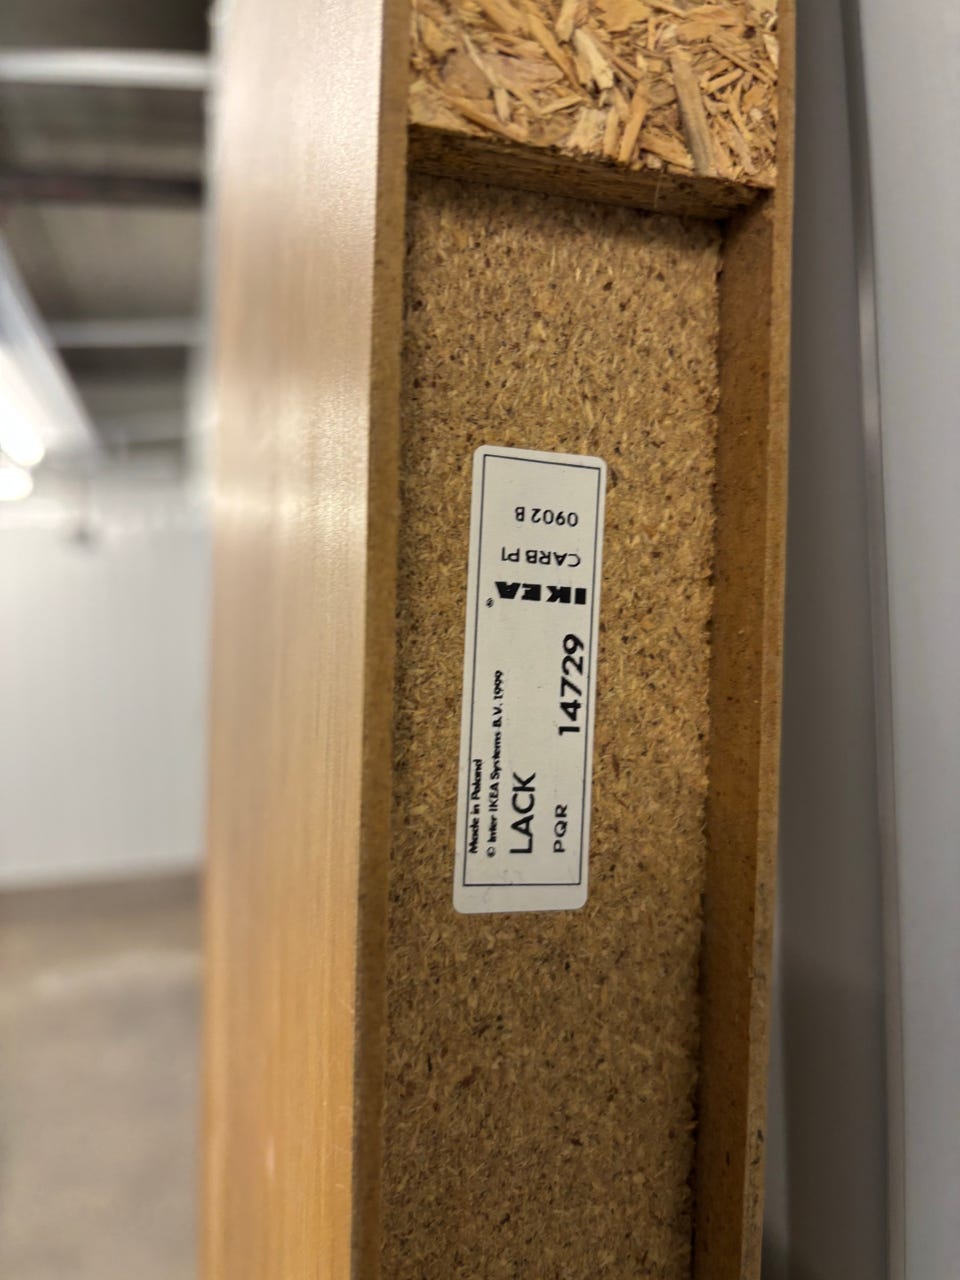 Made in Poland
© Inter IKEA Systems B.V. 1999
LACK
PQR 14729
IKEA®
CARB P1
0902 B